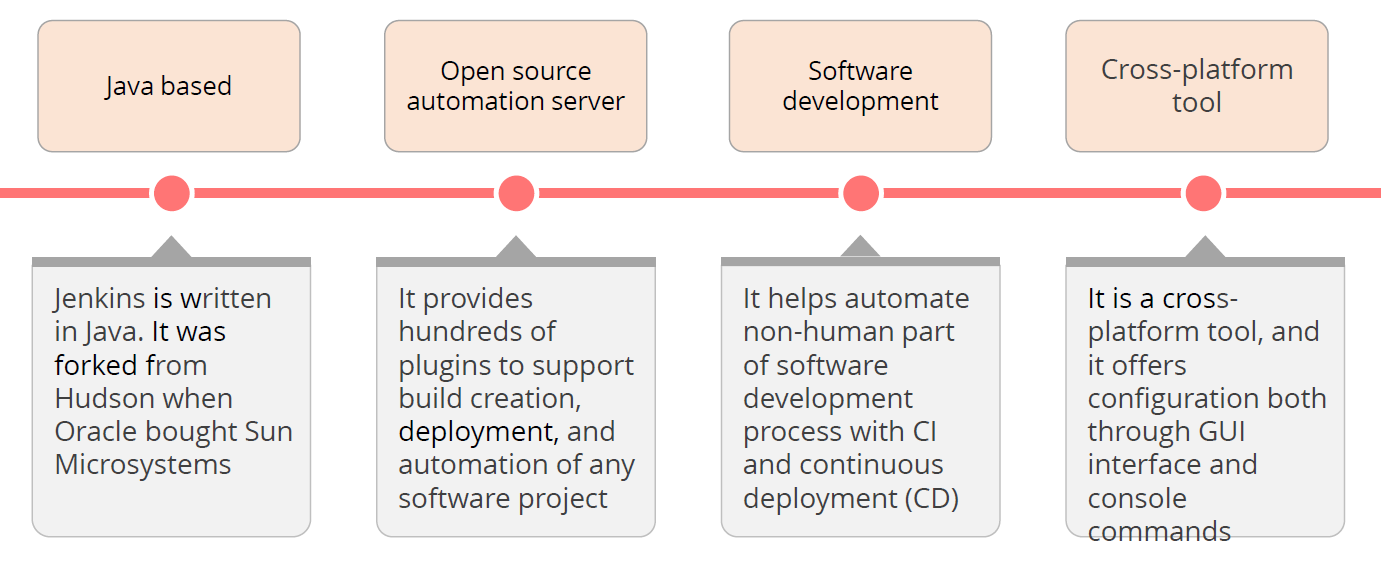 Java based
Open source
automation server
Software
development
Cross-platform
tool
Jenkins is written
in Java. It was
forked from
Hudson when
Oracle bought Sun
Microsystems
It provides
hundreds of
plugins to support
build creation,
deployment, and
automation of any
software project
It helps automate
non-human part
of software
development
process with CI
and continuous
deployment (CD)
It is a cross-
platform tool, and
it offers
configuration both
through GUI
interface and
console
commands